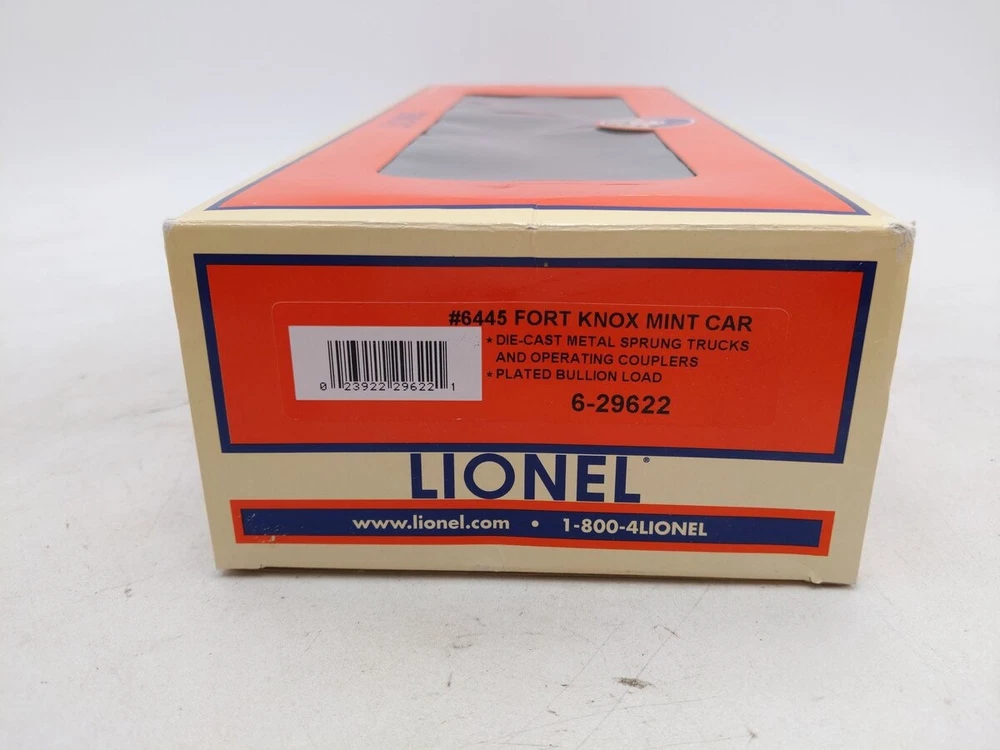 LIONEL
#6445 FORT KNOX MINT CAR
* DIE-CAST METAL SPRUNG TRUCKS
AND OPERATING COUPLERS
* PLATED BULLION LOAD
6-29622
0 23922 29622 1
LIONEL
www.lionel.com • 1-800-4LIONEL